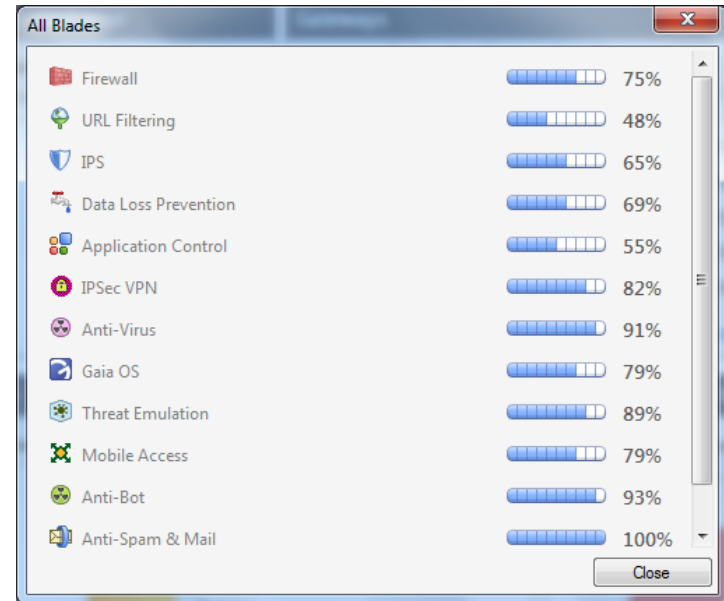 All Blades
Gateways
Firewall 75%
URL Filtering 48%
IPS 65%
Data Loss Prevention 69%
Application Control 55%
IPSec VPN 82%
Anti-Virus 91%
Gaia OS 79%
Threat Emulation 89%
Mobile Access 79%
Anti-Bot 93%
Anti-Spam & Mail 100%
Close